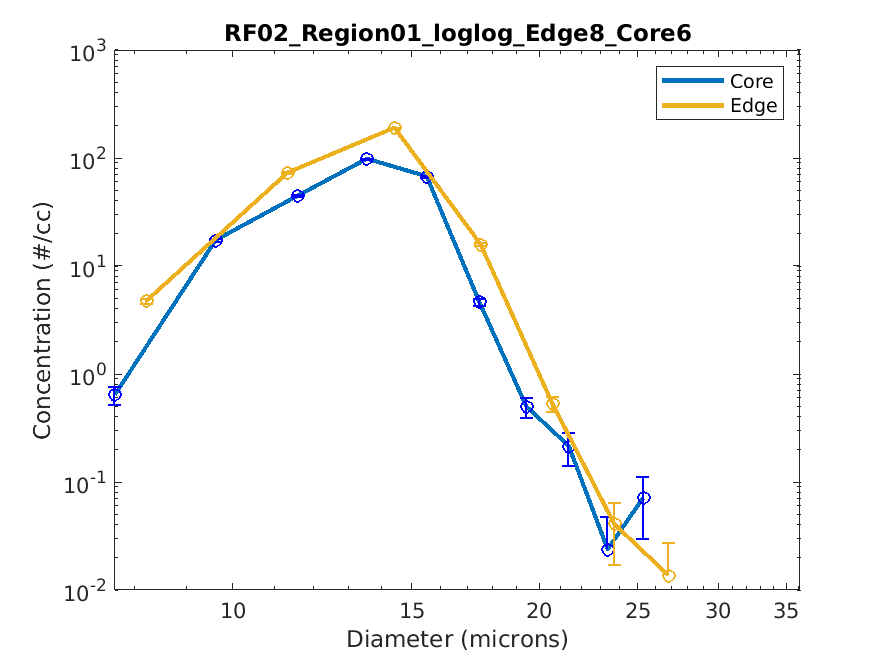 RF02_Region01_loglog_Edge8_Core6
Core
Edge
10^3
10^2
10^1
10^0
10^-1
10^-2
Concentration (#/cc)
10 15 20 25 30 35
Diameter (microns)